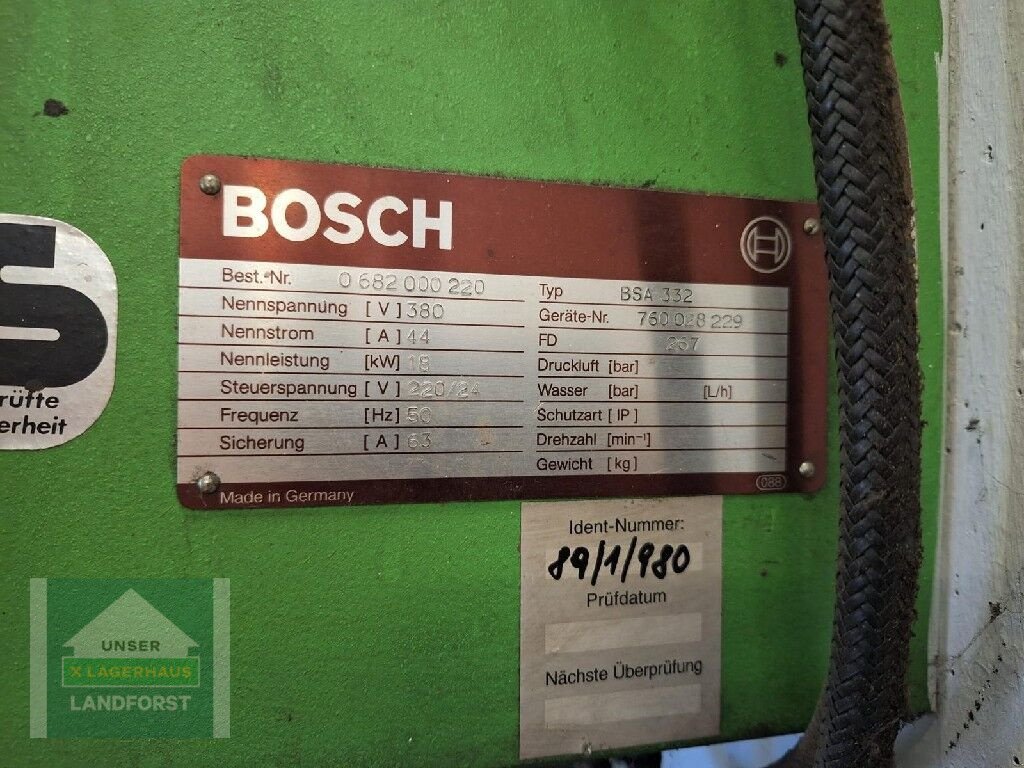 BOSCH
Best.-Nr. 0 682 000 220
Nennspannung [ V ] 380
Nennstrom [ A ] 44
Nennleistung [kW] 18
Steuerspannung [ V ] 220/24
Frequenz [Hz] 50
Sicherung [ A ] 63
Made in Germany
Typ BSA 332
Geräte-Nr. 760 028 229
FD 267
Druckluft [bar]
Wasser [bar] [L/h]
Schutzart [ IP ]
Drehzahl [min⁻¹]
Gewicht [kg]
088
S
rüfte
erheit
Ident-Nummer:
89/1/980
Prüfdatum
Nächste Überprüfung
UNSER
X LAGERHAUS
LANDFORST